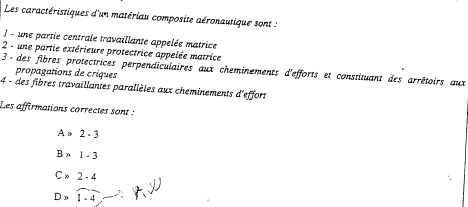 Les caractéristiques d'un matériau composite aéronautique sont :
1 - une partie centrale travaillante appelée matrice
2 - une partie extérieure protectrice appelée matrice
3 - des fibres protectrices perpendiculaires aux cheminements d'efforts et constituant des arrêtoirs aux
propagations de criques
4 - des fibres travaillantes parallèles aux cheminements d'effort
Les affirmations correctes sont :
A » 2 - 3
B » 1 - 3
C » 2 - 4
D » 1 - 4